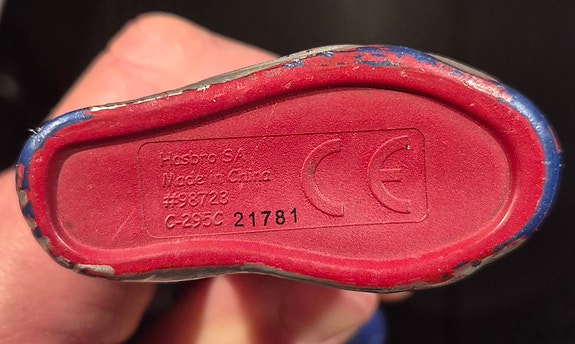 Hasbro SA
Made in China
#98723
C-295C 21781
CE